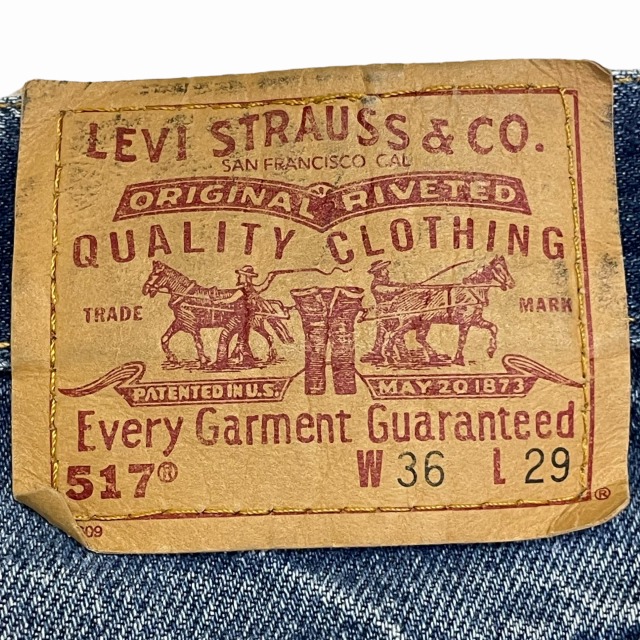 LEVI STRAUSS & CO.
SAN FRANCISCO CAL
ORIGINAL RIVETED
QUALITY CLOTHING
TRADE MARK
PATENTED IN U.S. MAY 20 1873
Every Garment Guaranteed
517® W 36 L 29
®